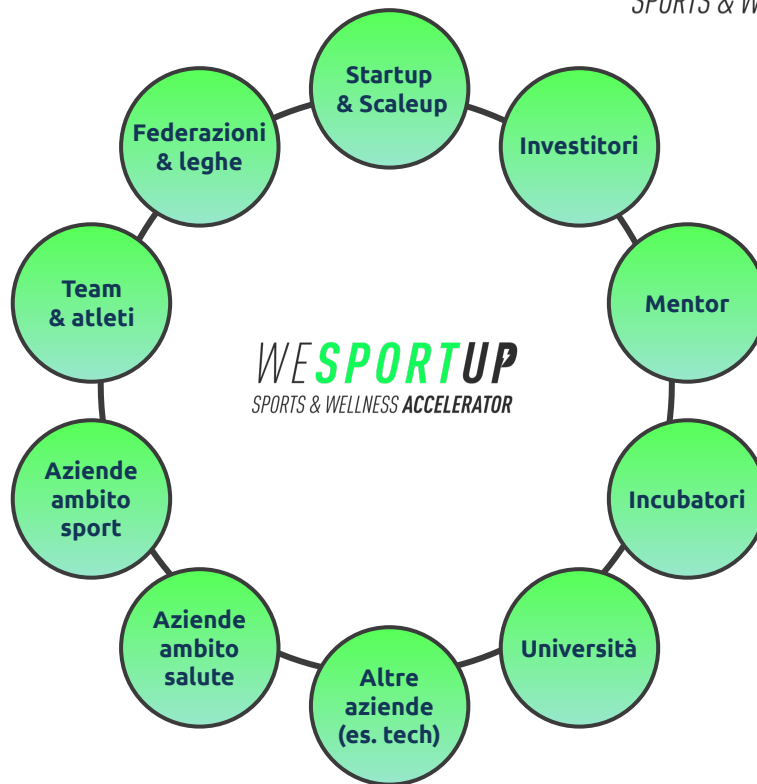 SPORTS & W
Startup
& Scaleup
Investitori
Mentor
Incubatori
Università
Altre
aziende
(es. tech)
Aziende
ambito
salute
Aziende
ambito
sport
Team
& atleti
Federazioni
& leghe
WESPORTUP
SPORTS & WELLNESS ACCELERATOR